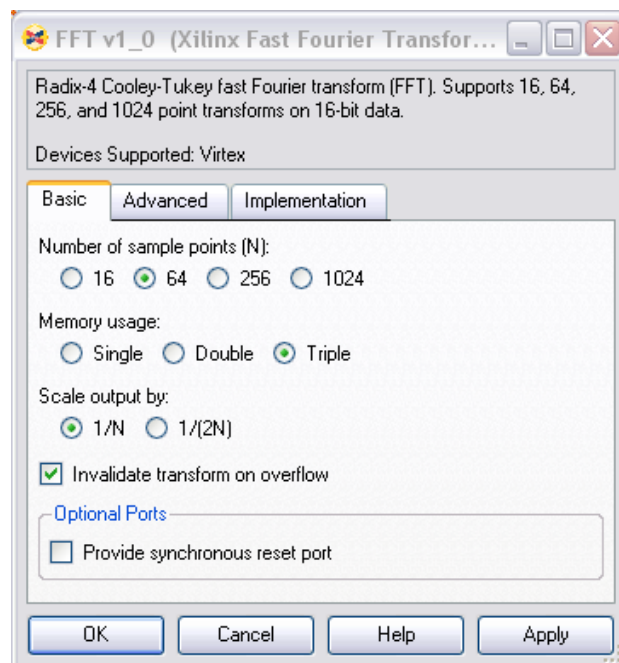 FFT v1_0 (Xilinx Fast Fourier Transfor...
Radix-4 Cooley-Tukey fast Fourier transform (FFT). Supports 16, 64,
256, and 1024 point transforms on 16-bit data.
Devices Supported: Virtex
Basic Advanced Implementation
Number of sample points (N):
16 64 256 1024
Memory usage:
Single Double Triple
Scale output by:
1/N 1/(2N)
Invalidate transform on overflow
Optional Ports
Provide synchronous reset port
OK Cancel Help Apply